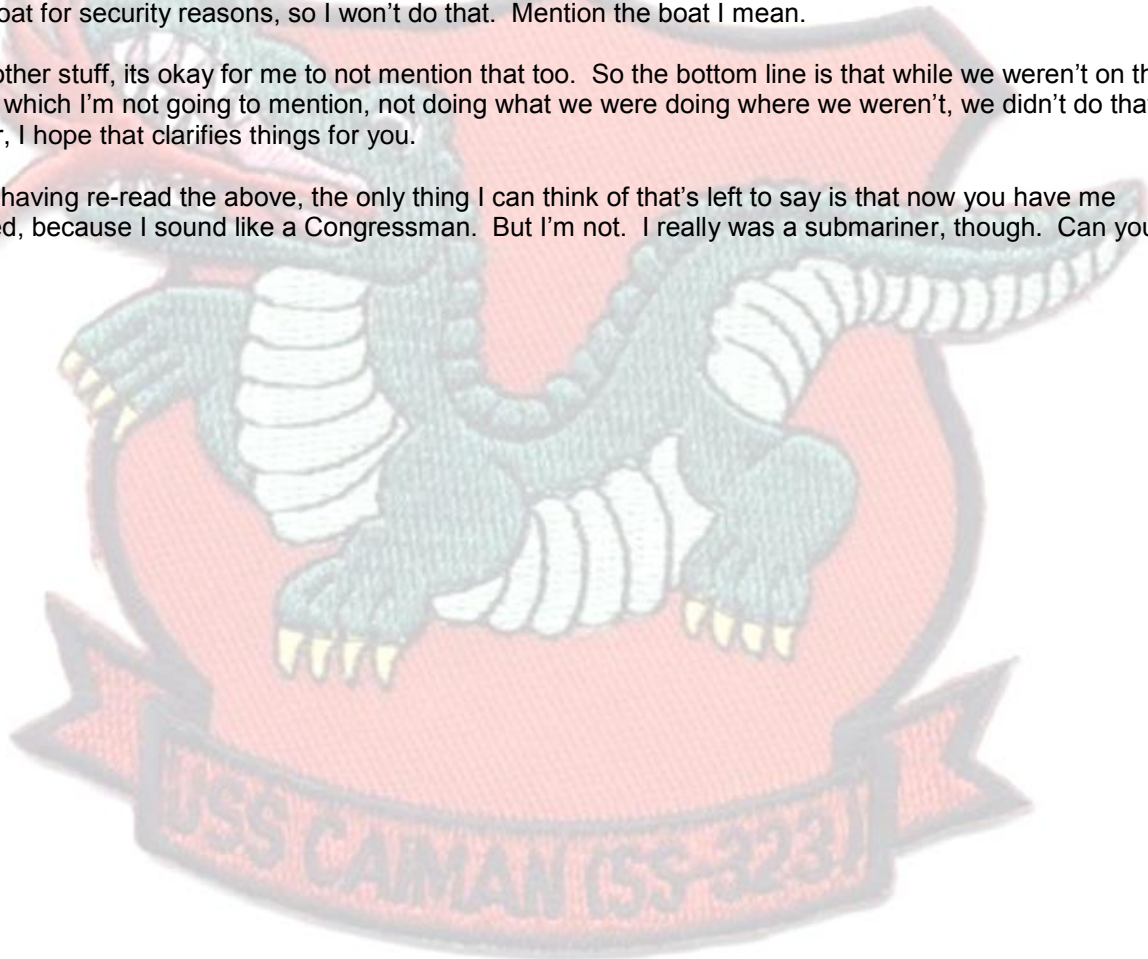 oat for security reasons, so I won't do that.  Mention the boat I mean.
other stuff, its okay for me to not mention that too.  So the bottom line is that while we weren't on th
which I'm not going to mention, not doing what we were doing where we weren't, we didn't do tha
r, I hope that clarifies things for you.
having re-read the above, the only thing I can think of that's left to say is that now you have me
ed, because I sound like a Congressman.  But I'm not.  I really was a submariner, though.  Can you
USS CAIMAN (SS-323)